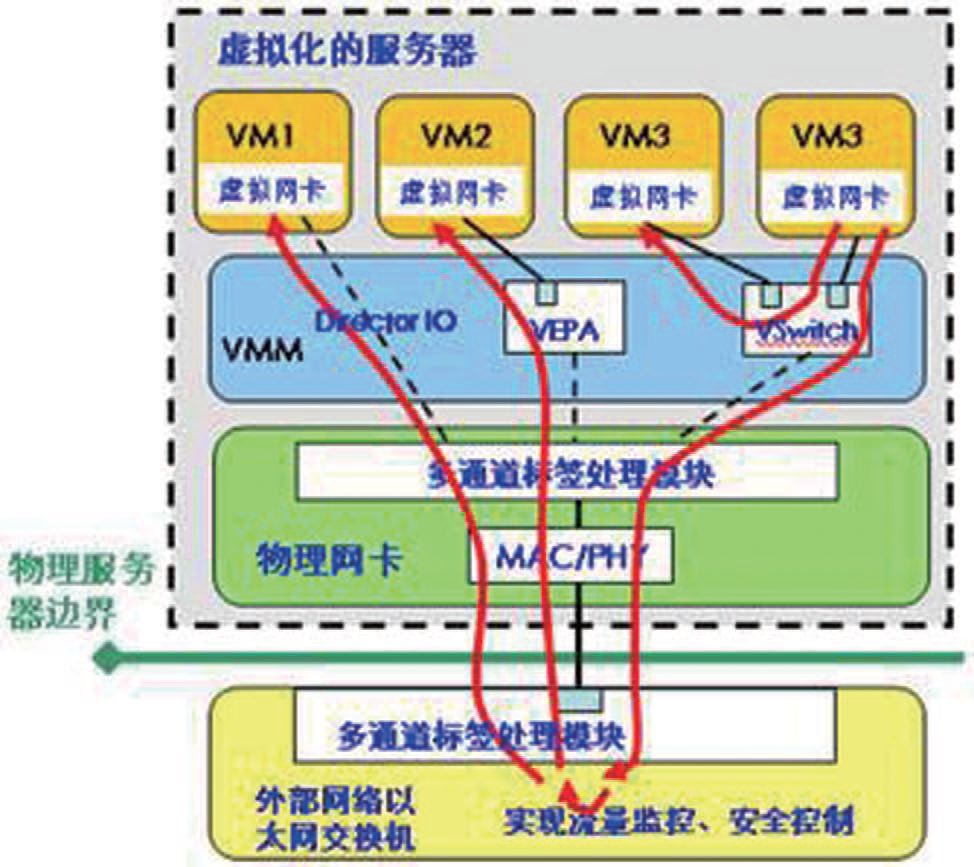 虚拟化的服务器
VM1
虚拟网卡
VM2
虚拟网卡
VM3
虚拟网卡
VM3
虚拟网卡
Director IO
VMM
VEPA
VSwitch
多通道标签处理模块
物理网卡
MAC/PHY
物理服务
器边界
多通道标签处理模块
外部网络以
太网交换机
实现流量监控、安全控制